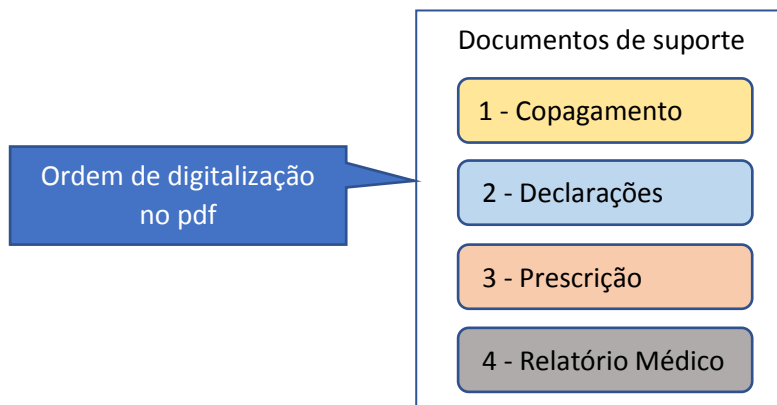 Documentos de suporte
1 - Copagamento
Ordem de digitalização
no pdf
2 - Declarações
3 - Prescrição
4 - Relatório Médico